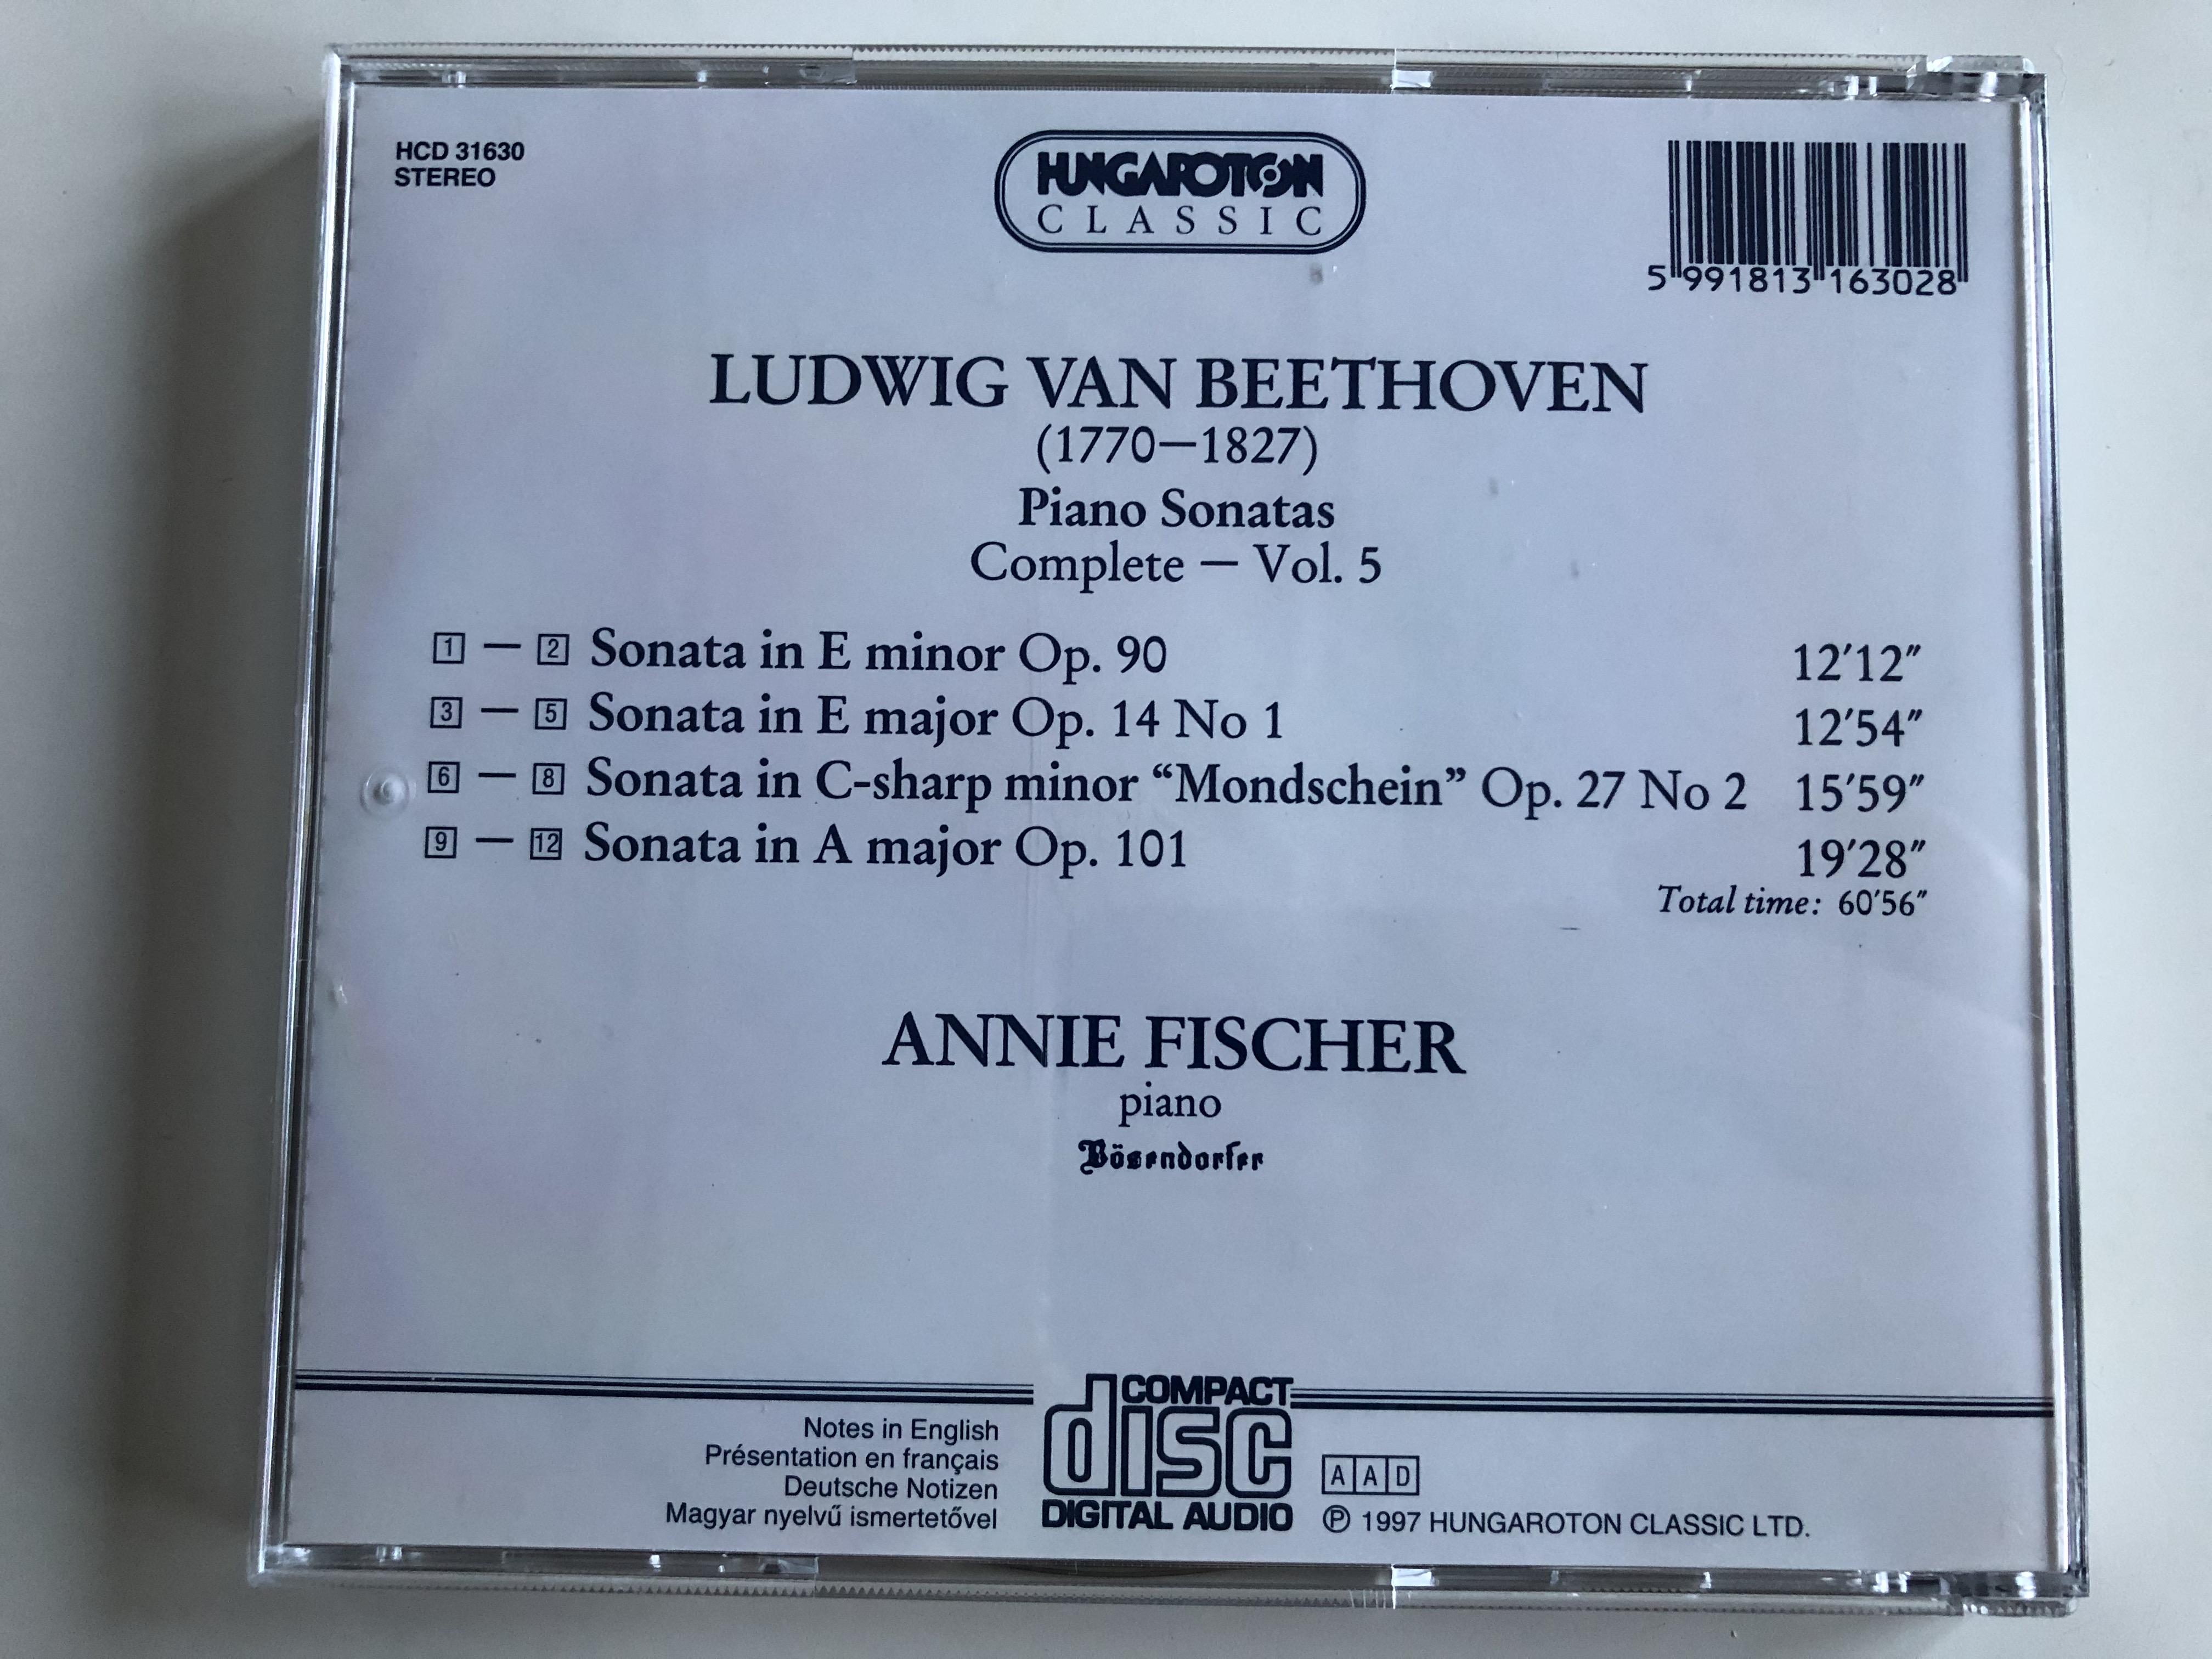 HCD 31630
STEREO
HUNGAROTON
CLASSIC
5 991813 163028
LUDWIG VAN BEETHOVEN
(1770—1827)
Piano Sonatas
Complete — Vol. 5
1 — 2 Sonata in E minor Op. 90 12′12″
3 — 5 Sonata in E major Op. 14 No 1 12′54″
6 — 8 Sonata in C-sharp minor “Mondschein” Op. 27 No 2 15′59″
9 — 12 Sonata in A major Op. 101 19′28″
Total time: 60′56″
ANNIE FISCHER
piano
Bösendorfer
Notes in English
Présentation en français
Deutsche Notizen
Magyar nyelvű ismertetővel
COMPACT
disc
DIGITAL AUDIO
AAD
℗ 1997 HUNGAROTON CLASSIC LTD.